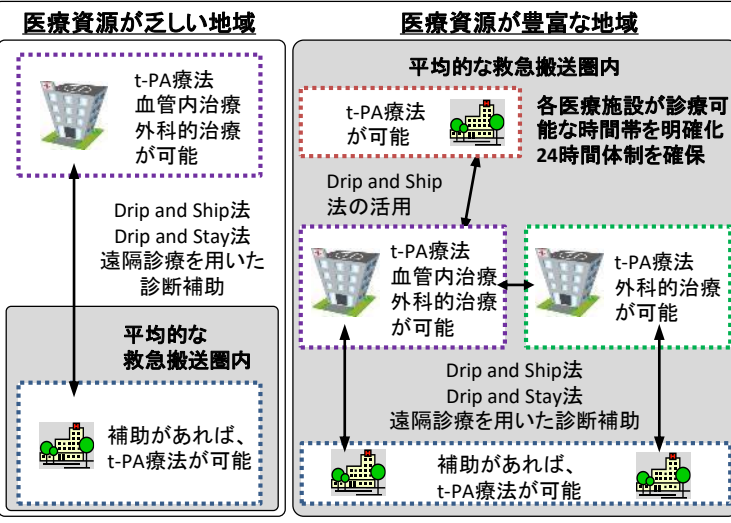 医療資源が乏しい地域
t-PA療法
血管内治療
外科的治療
が可能
Drip and Ship法
Drip and Stay法
遠隔診療を用いた
診断補助
平均的な
救急搬送圏内
補助があれば、
t-PA療法が可能
医療資源が豊富な地域
平均的な救急搬送圏内
t-PA療法
が可能
各医療施設が診療可
能な時間帯を明確化
24時間体制を確保
Drip and Ship
法の活用
t-PA療法
血管内治療
外科的治療
が可能
t-PA療法
外科的治療
が可能
Drip and Ship法
Drip and Stay法
遠隔診療を用いた診断補助
補助があれば、
t-PA療法が可能